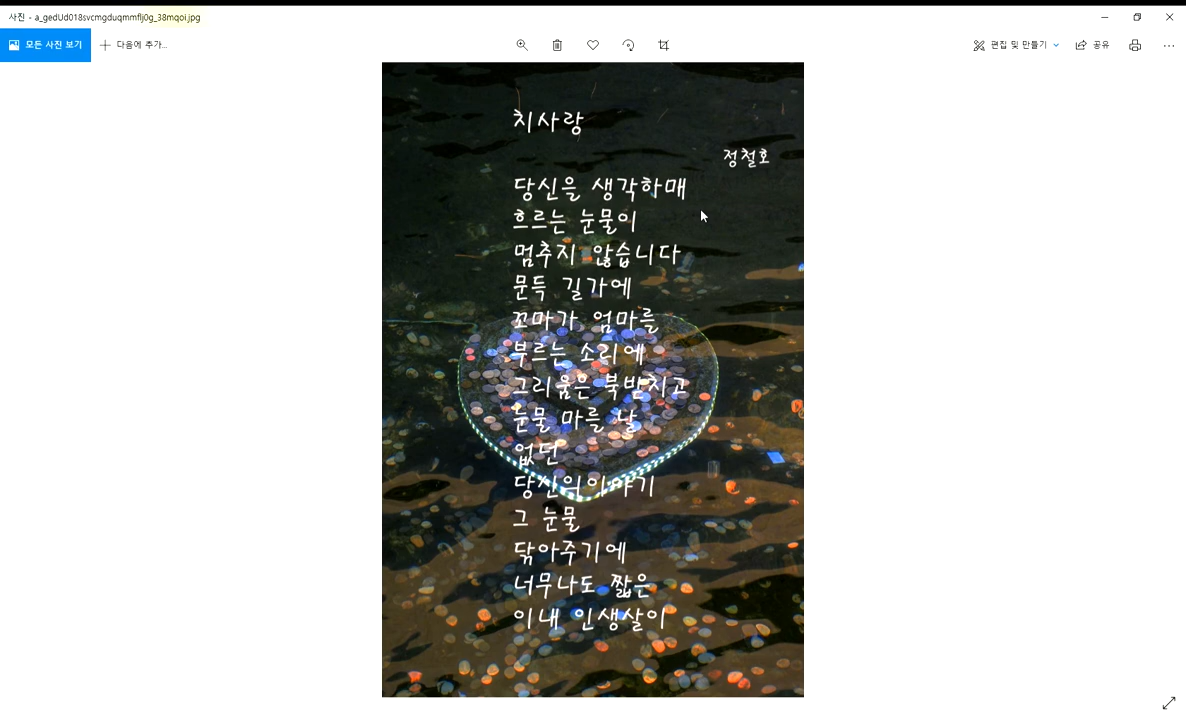 사진 - a_gedUd018svcmgduqmmflj0g_38mqoi.jpg
모든 사진 보기
다음에 추가...
편집 및 만들기
공유
치사랑
정철호
당신을 생각하매
흐르는 눈물이
멈추지 않습니다
문득 길가에
꼬마가 엄마를
부르는 소리에
그리움은 북받치고
눈물 마를 날
없던
당신의 이야기
그 눈물
닦아주기에
너무나도 짧은
이내 인생살이